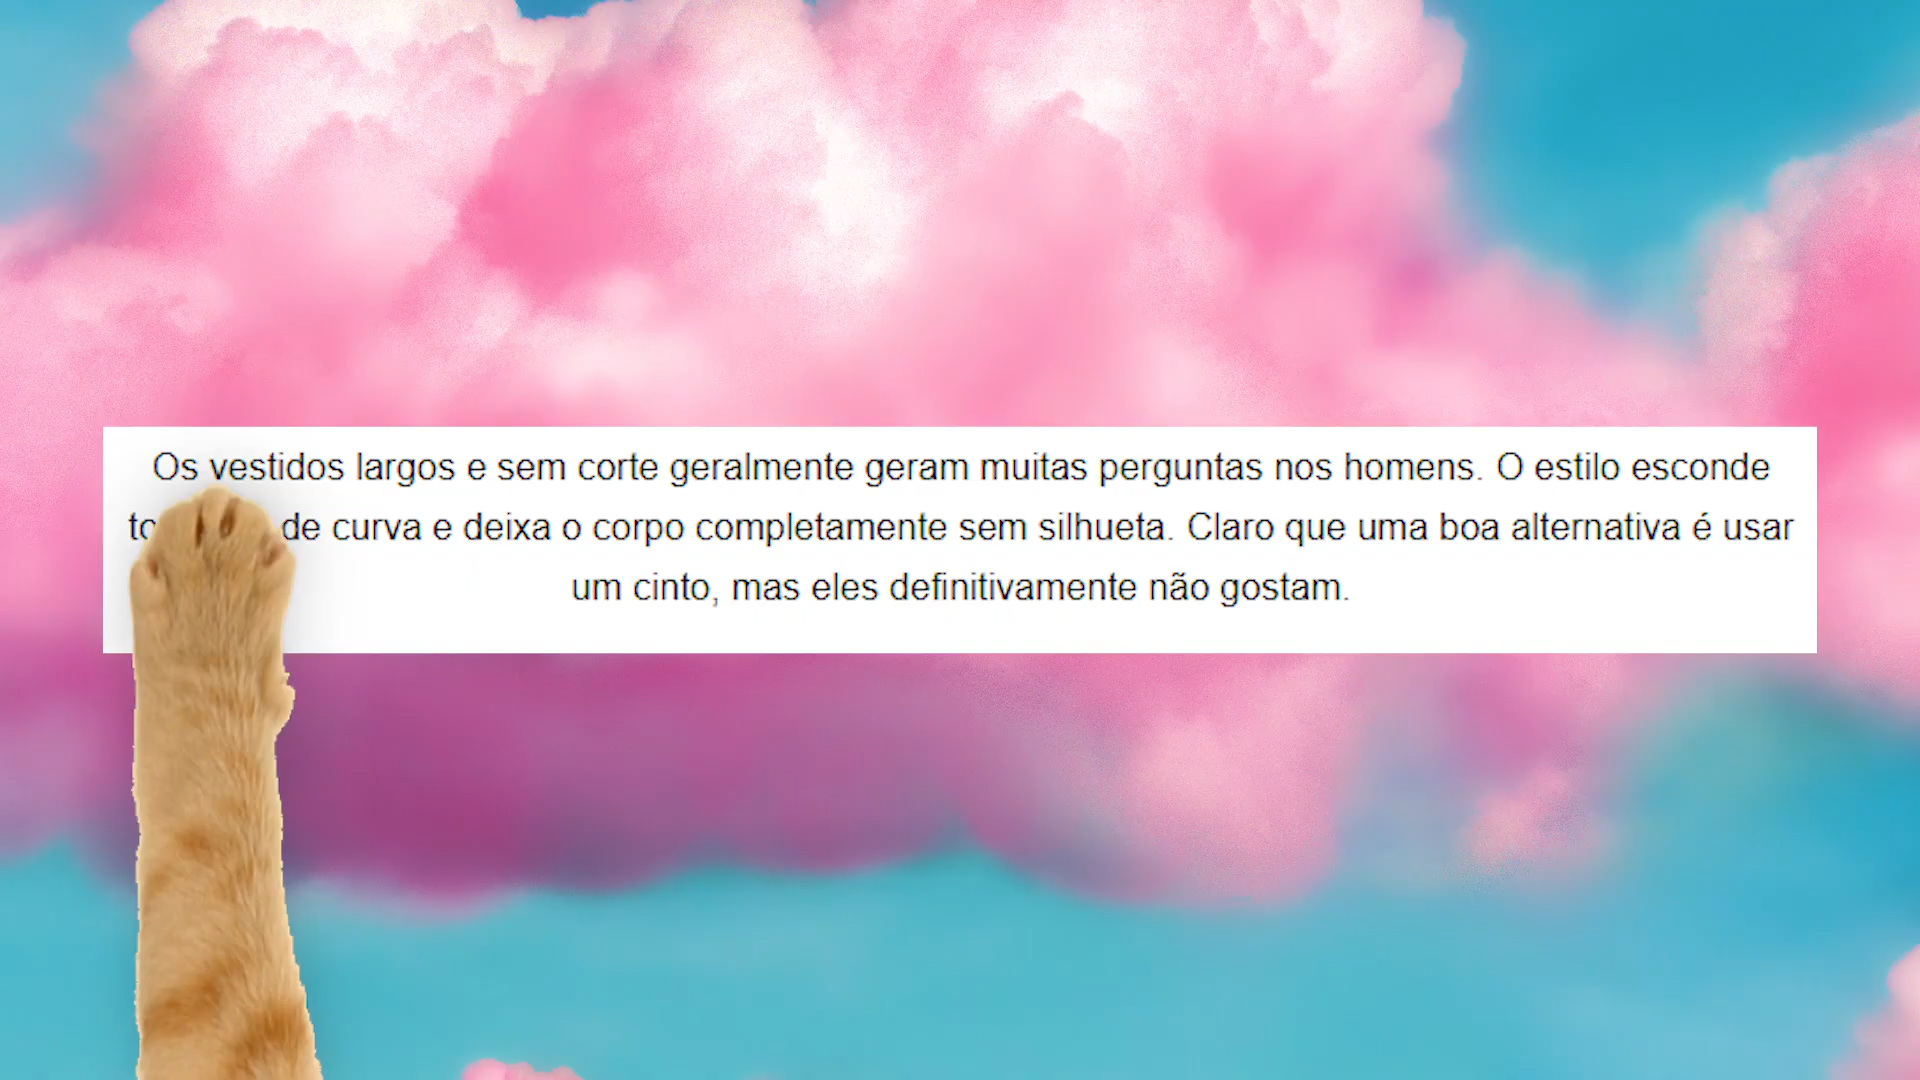 Os vestidos largos e sem corte geralmente geram muitas perguntas nos homens. O estilo esconde
de curva e deixa o corpo completamente sem silhueta. Claro que uma boa alternativa é usar
um cinto, mas eles definitivamente não gostam.